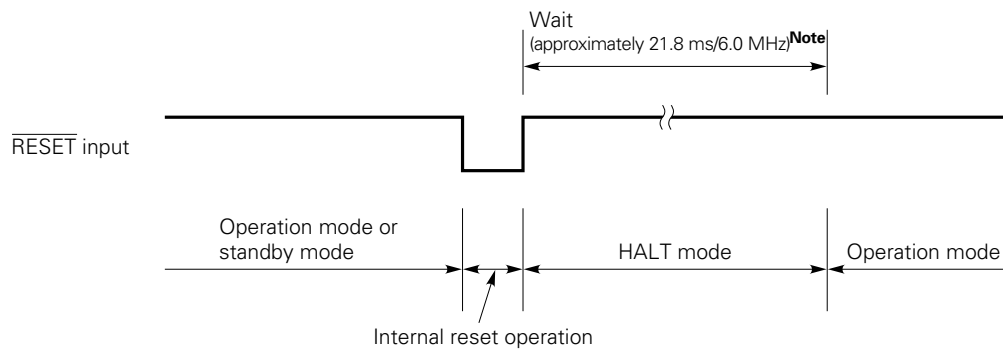 Wait
(approximately 21.8 ms/6.0 MHz)Note
RESET input
Operation mode or
standby mode
HALT mode
Operation mode
Internal reset operation